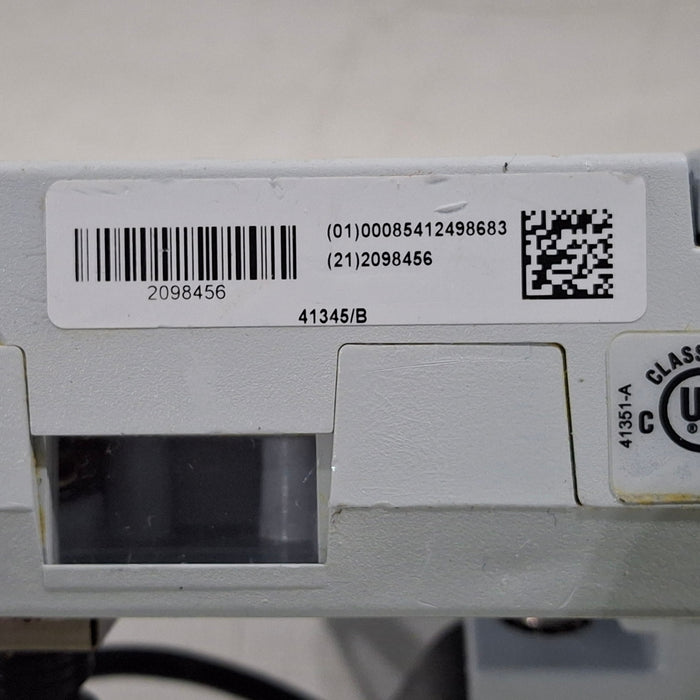 (01)00085412498683
(21)2098456
2098456
41345/B
41351-A
C
CLASS
U
®